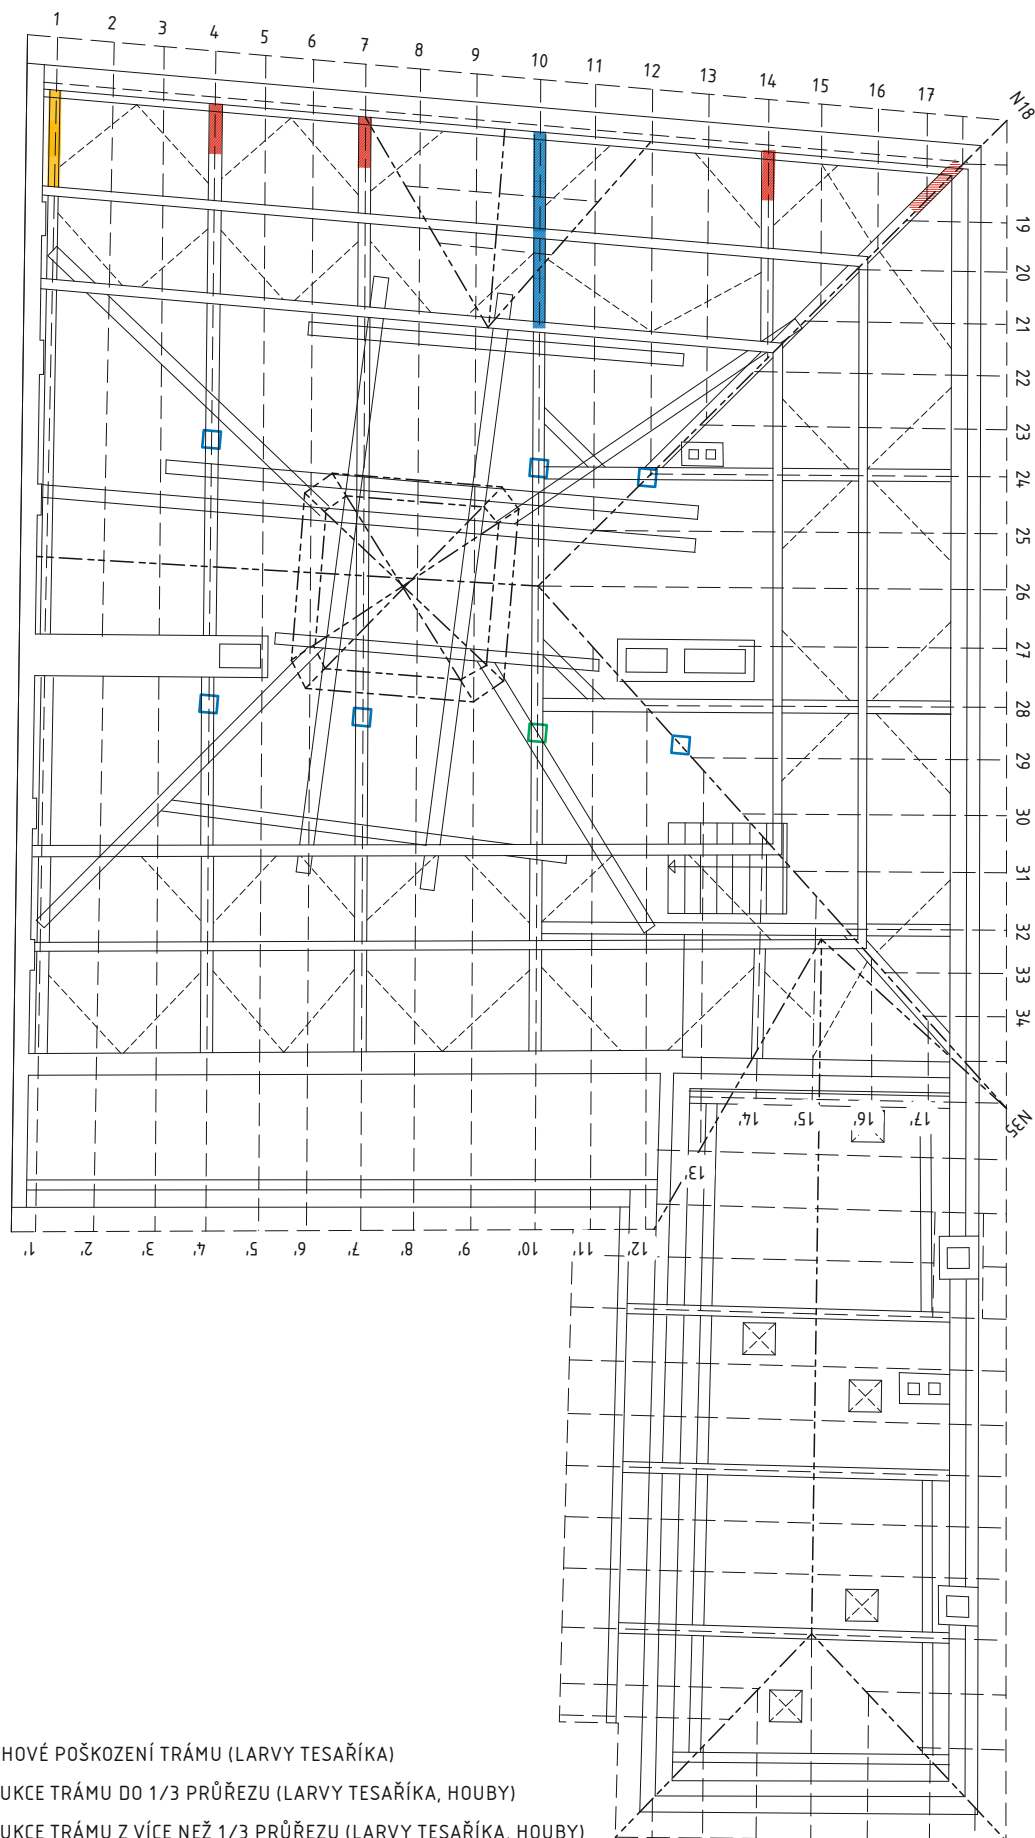 1 2 3 4 5 6 7 8 9 10 11 12 13 14 15 16 17 N18
19
20
21
22
23
24
25
26
27
28
29
30
31
32
33
34
N35
14' 15' 16' 17'
13'
1' 2' 3' 4' 5' 6' 7' 8' 9' 10' 11' 12'
HOVÉ POŠKOZENÍ TRÁMU (LARVY TESAŘÍKA)
UKCE TRÁMU DO 1/3 PRŮŘEZU (LARVY TESAŘÍKA, HOUBY)
UKCE TRÁMU Z VÍCE NEŽ 1/3 PRŮŘEZU (LARVY TESAŘÍKA, HOUBY)